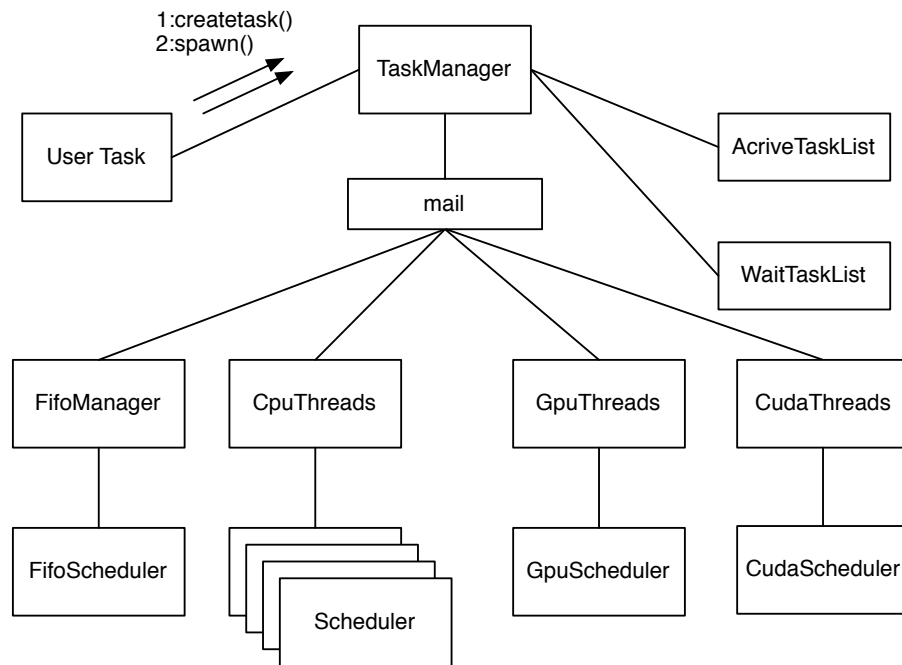 1:createtask()
2:spawn()
TaskManager
User Task
AcriveTaskList
mail
WaitTaskList
FifoManager
CpuThreads
GpuThreads
CudaThreads
FifoScheduler
GpuScheduler
CudaScheduler
Scheduler